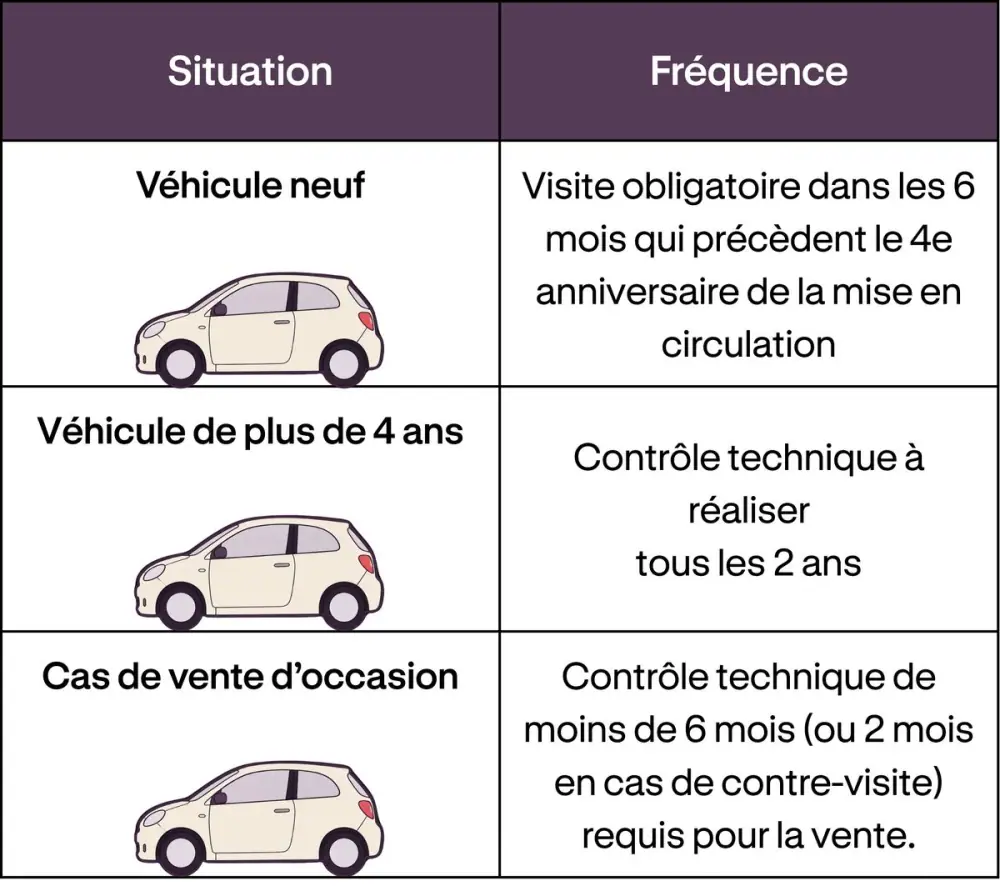 Situation
Fréquence
Véhicule neuf
Visite obligatoire dans les 6
mois qui précèdent le 4e
anniversaire de la mise en
circulation
Véhicule de plus de 4 ans
Contrôle technique à
réaliser
tous les 2 ans
Cas de vente d’occasion
Contrôle technique de
moins de 6 mois (ou 2 mois
en cas de contre-visite)
requis pour la vente.